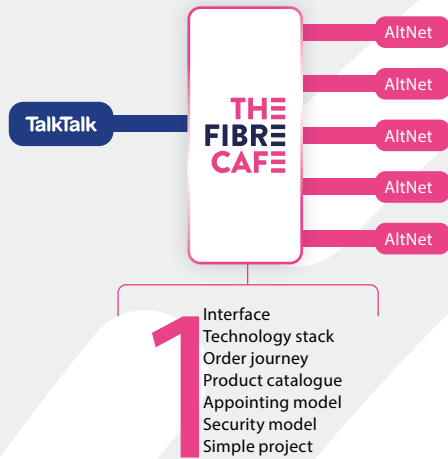 TalkTalk
THE
FIBRE
CAFE
AltNet
AltNet
AltNet
AltNet
AltNet
1
Interface
Technology stack
Order journey
Product catalogue
Appointing model
Security model
Simple project